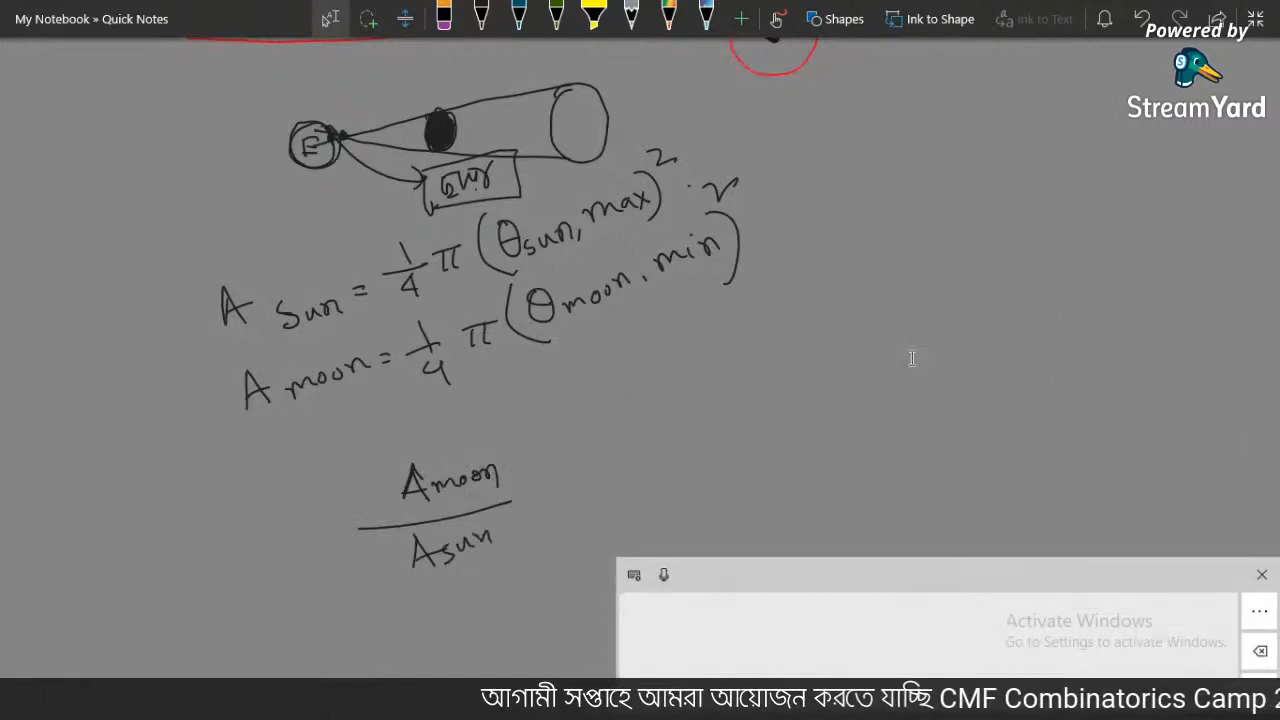 My Notebook » Quick Notes
Shapes
Ink to Shape
Ink to Text
Powered by
StreamYard
E
A sun = 1/4 π (θsun, max)²
A moon = 1/4 π (θmoon, min)
Amoon
Asun
Activate Windows
Go to Settings to activate Windows.
আগামী সপ্তাহে আমরা আয়োজন করতে যাচ্ছি CMF Combinatorics Camp 2